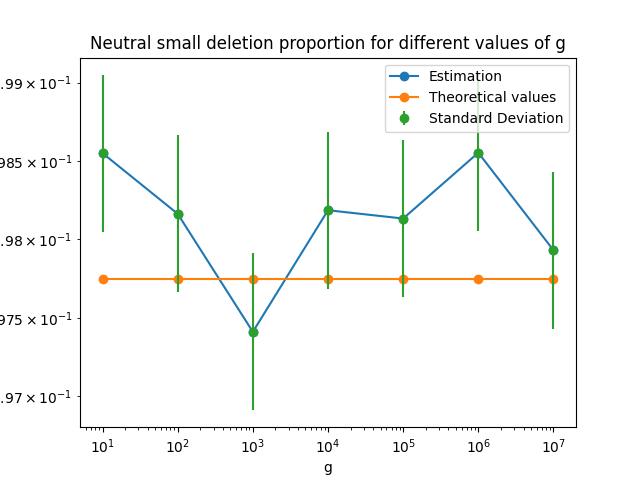 Neutral small deletion proportion for different values of g
Estimation
Theoretical values
Standard Deviation
.99 × 10⁻¹
985 × 10⁻¹
.98 × 10⁻¹
975 × 10⁻¹
.97 × 10⁻¹
10¹ 10² 10³ 10⁴ 10⁵ 10⁶ 10⁷
g